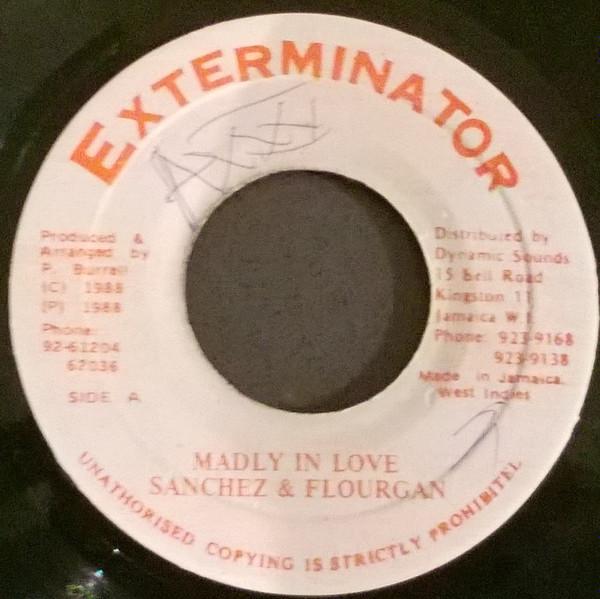 EXTERMINATOR
Produced &
Arranged by
P. Burrell
(C) 1988
(P) 1988
Phone:
92-61204
62036
SIDE A
Distributed by
Dynamic Sounds
15 Bell Road
Kingston 11
Jamaica W.I.
Phone: 923-9168
923-9138
Made in Jamaica.
West Indies
MADLY IN LOVE
SANCHEZ & FLOURGAN
UNATHORISED COPYING IS STRICTLY PROHIBITEL